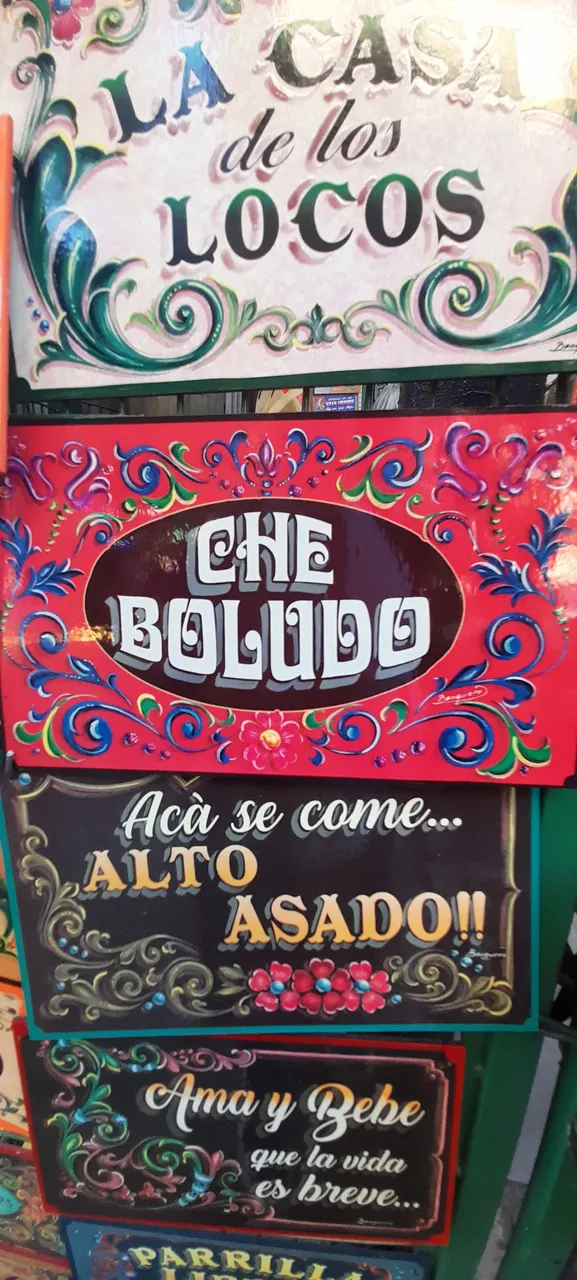 LA CASA
de los
LOCOS
CHE
BOLUDO
Acà se come...
ALTO
ASADO!!
Ama y Bebe
que la vida
es breve...
PARRILLA